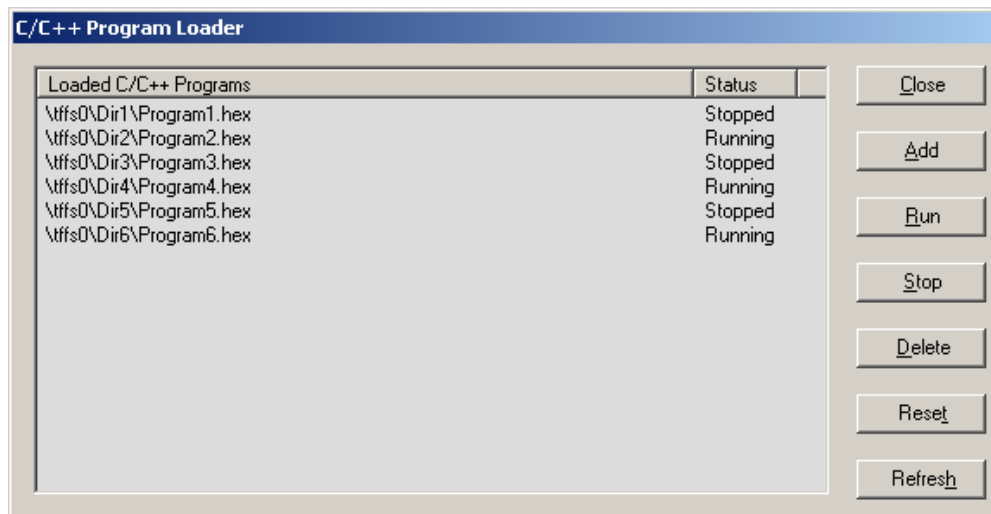 C/C++ Program Loader
Loaded C/C++ Programs Status
\tffs0\Dir1\Program1.hex Stopped
\tffs0\Dir2\Program2.hex Running
\tffs0\Dir3\Program3.hex Stopped
\tffs0\Dir4\Program4.hex Running
\tffs0\Dir5\Program5.hex Stopped
\tffs0\Dir6\Program6.hex Running
Close
Add
Run
Stop
Delete
Reset
Refresh